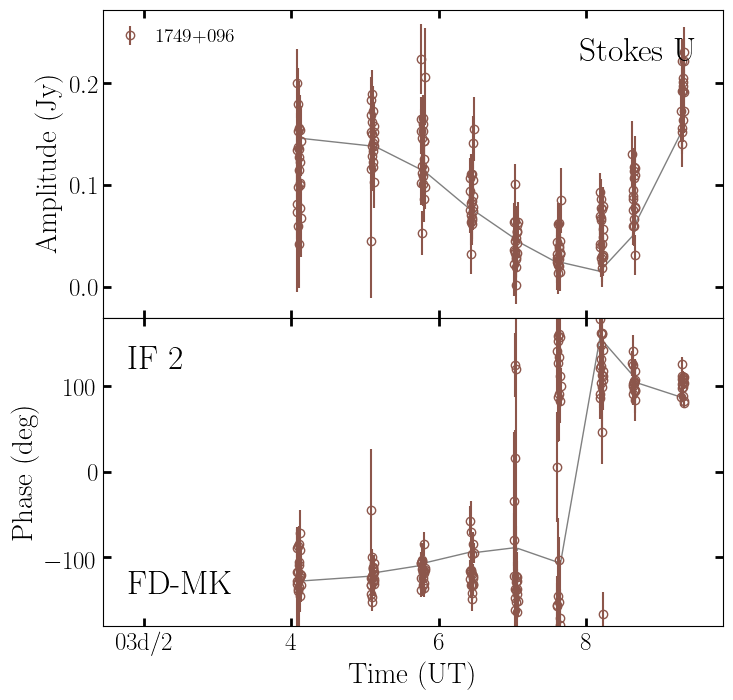 1749+096
Stokes U
Amplitude (Jy)
0.2
0.1
0.0
IF 2
Phase (deg)
100
0
−100
FD-MK
03d/2
4
6
8
Time (UT)